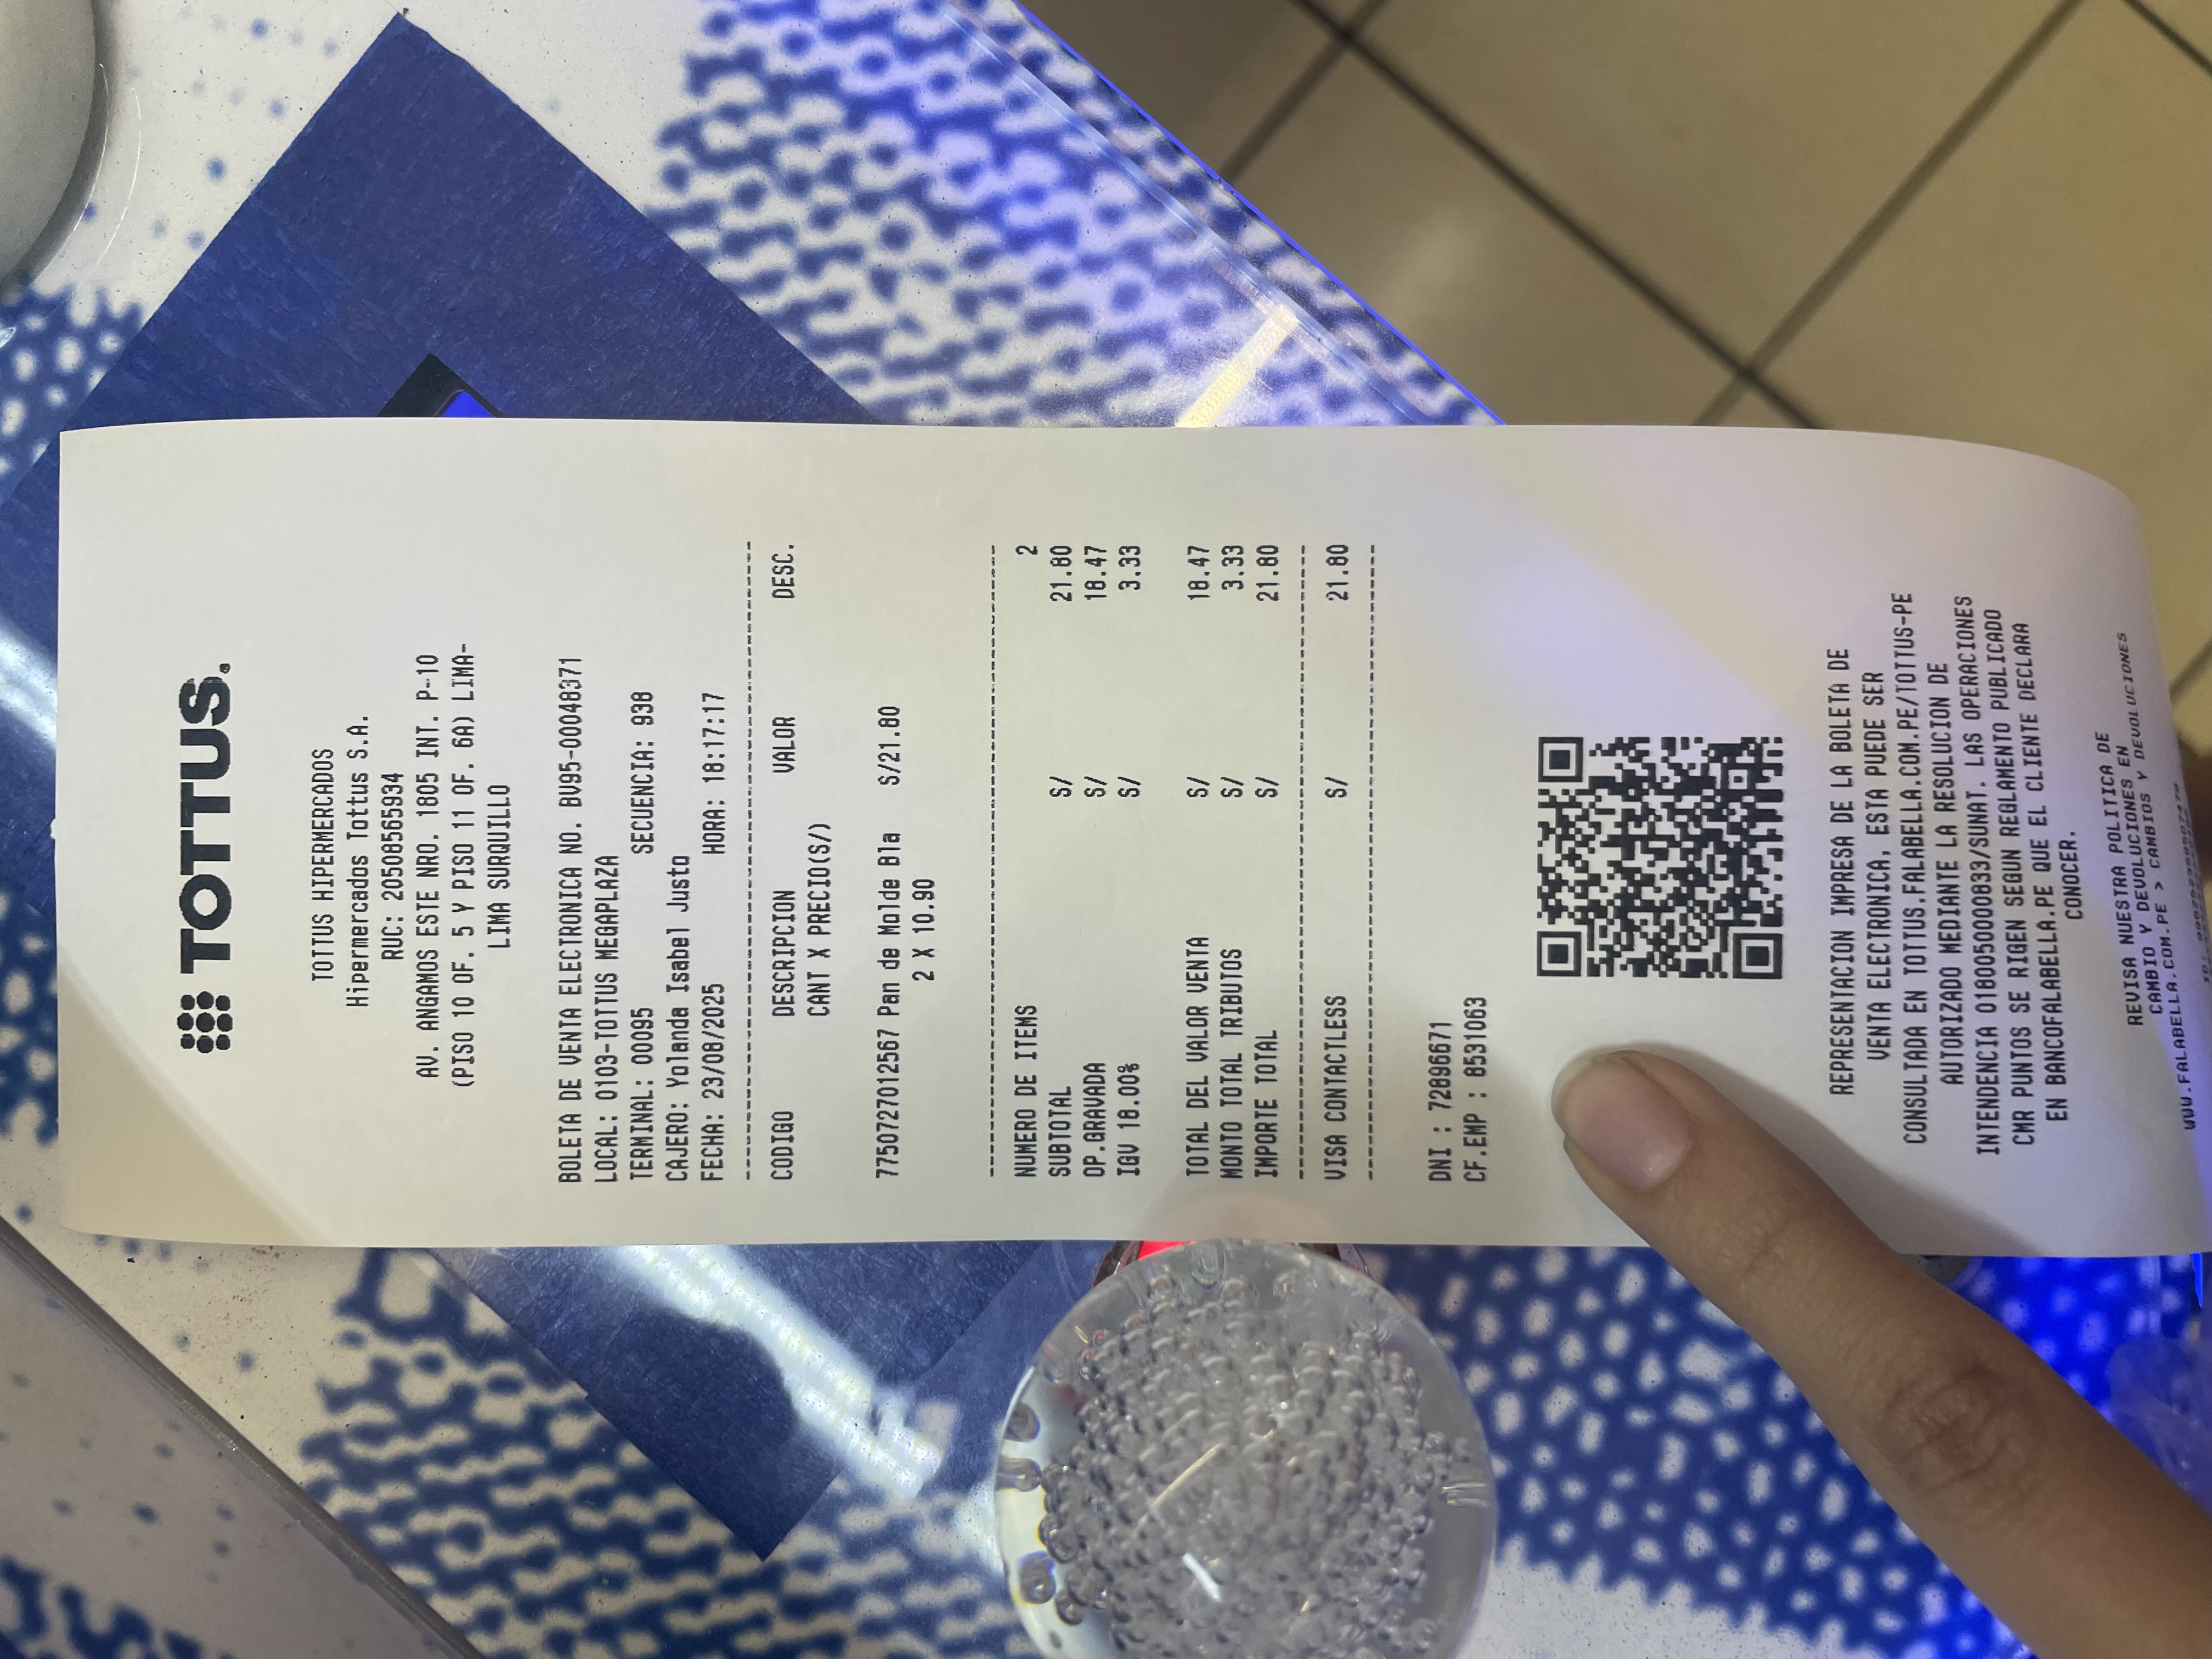 TOTTUS.
TOTTUS HIPERMERCADOS
Hipermercados Tottus S.A.
RUC: 20508565934
AV. ANGAMOS ESTE NRO. 1805 INT. P-10
(PISO 10 OF. 5 Y PISO 11 OF. 6A) LIMA-
LIMA SURQUILLO
BOLETA DE VENTA ELECTRONICA NO. BV95-00048371
LOCAL: 0103-TOTTUS MEGAPLAZA
TERMINAL: 00095 SECUENCIA: 938
CAJERO: Yolanda Isabel Justo
FECHA: 23/08/2025 HORA: 18:17:17
CODIGO DESCRIPCION VALOR DESC.
CANT X PRECIO(S/)
7750727012567 Pan de Molde Bla S/21.80
2 X 10.90
NUMERO DE ITEMS 2
SUBTOTAL S/ 21.80
OP.GRAVADA S/ 18.47
IGV 18.00% S/ 3.33
TOTAL DEL VALOR VENTA S/ 18.47
MONTO TOTAL TRIBUTOS S/ 3.33
IMPORTE TOTAL S/ 21.80
VISA CONTACTLESS S/ 21.80
DNI : 72896671
CF.EMP : 8531063
REPRESENTACION IMPRESA DE LA BOLETA DE
VENTA ELECTRONICA, ESTA PUEDE SER
CONSULTADA EN TOTTUS.FALABELLA.COM.PE/TOTTUS-PE
AUTORIZADO MEDIANTE LA RESOLUCION DE
INTENDENCIA 0180050000833/SUNAT. LAS OPERACIONES
CMR PUNTOS SE RIGEN SEGUN REGLAMENTO PUBLICADO
EN BANCOFALABELLA.PE QUE EL CLIENTE DECLARA
CONOCER.
REVISA NUESTRA POLITICA DE
CAMBIO Y DEVOLUCIONES EN
WWW.FALABELLA.COM.PE > CAMBIOS Y DEVOLUCIONES
ID: